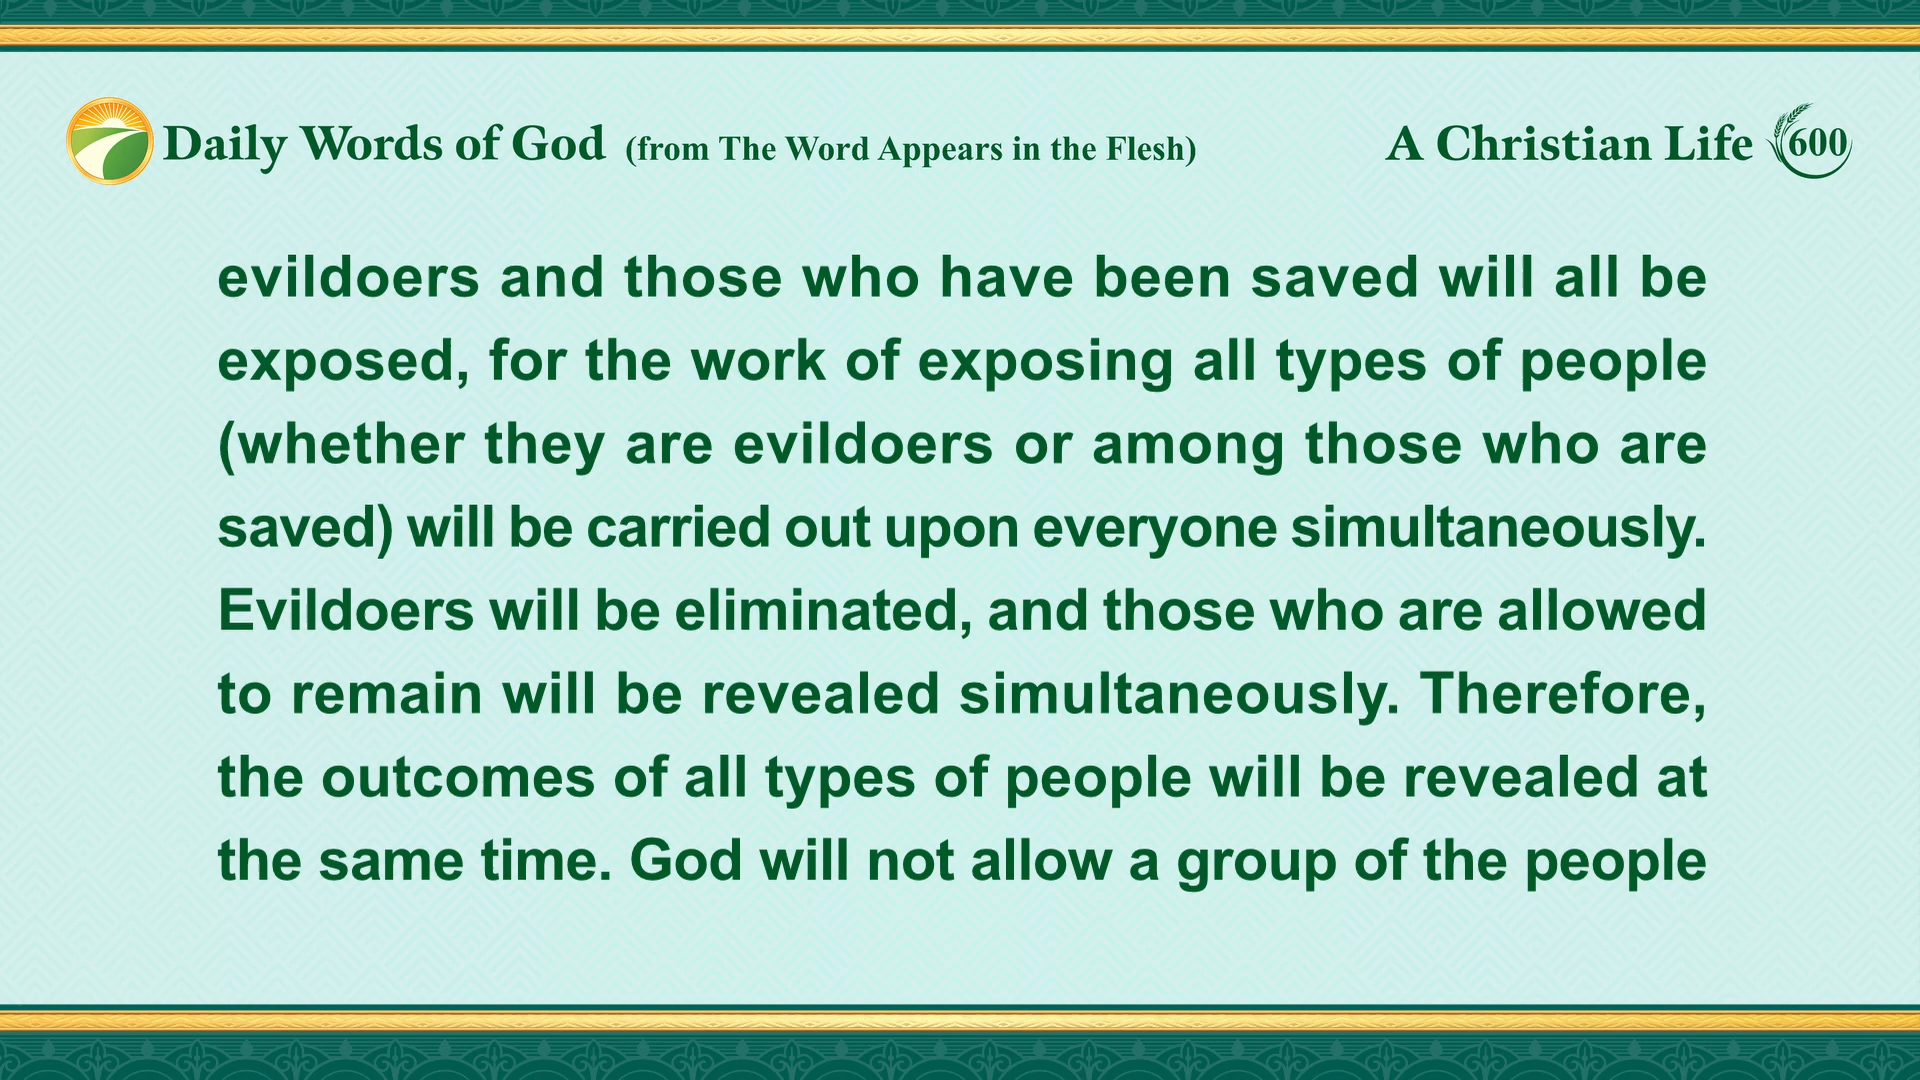 Daily Words of God (from The Word Appears in the Flesh)
A Christian Life 600
evildoers and those who have been saved will all be
exposed, for the work of exposing all types of people
(whether they are evildoers or among those who are
saved) will be carried out upon everyone simultaneously.
Evildoers will be eliminated, and those who are allowed
to remain will be revealed simultaneously. Therefore,
the outcomes of all types of people will be revealed at
the same time. God will not allow a group of the people